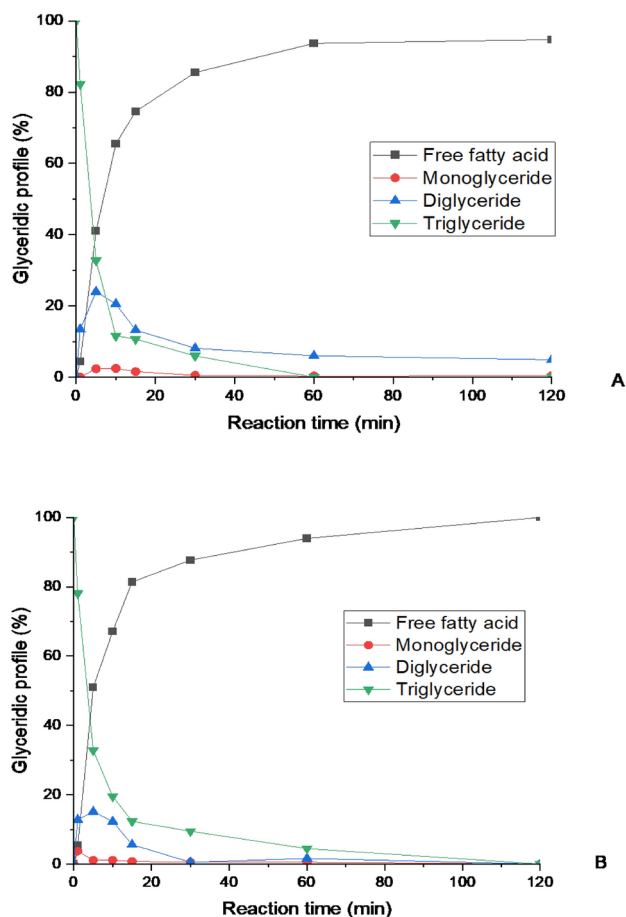 100
80
60
40
20
0
Glyceridic profile (%)
Free fatty acid
Monoglyceride
Diglyceride
Triglyceride
0 20 40 60 80 100 120
Reaction time (min)
A
100
80
60
40
20
0
Glyceridic profile (%)
Free fatty acid
Monoglyceride
Diglyceride
Triglyceride
0 20 40 60 80 100 120
Reaction time (min)
B